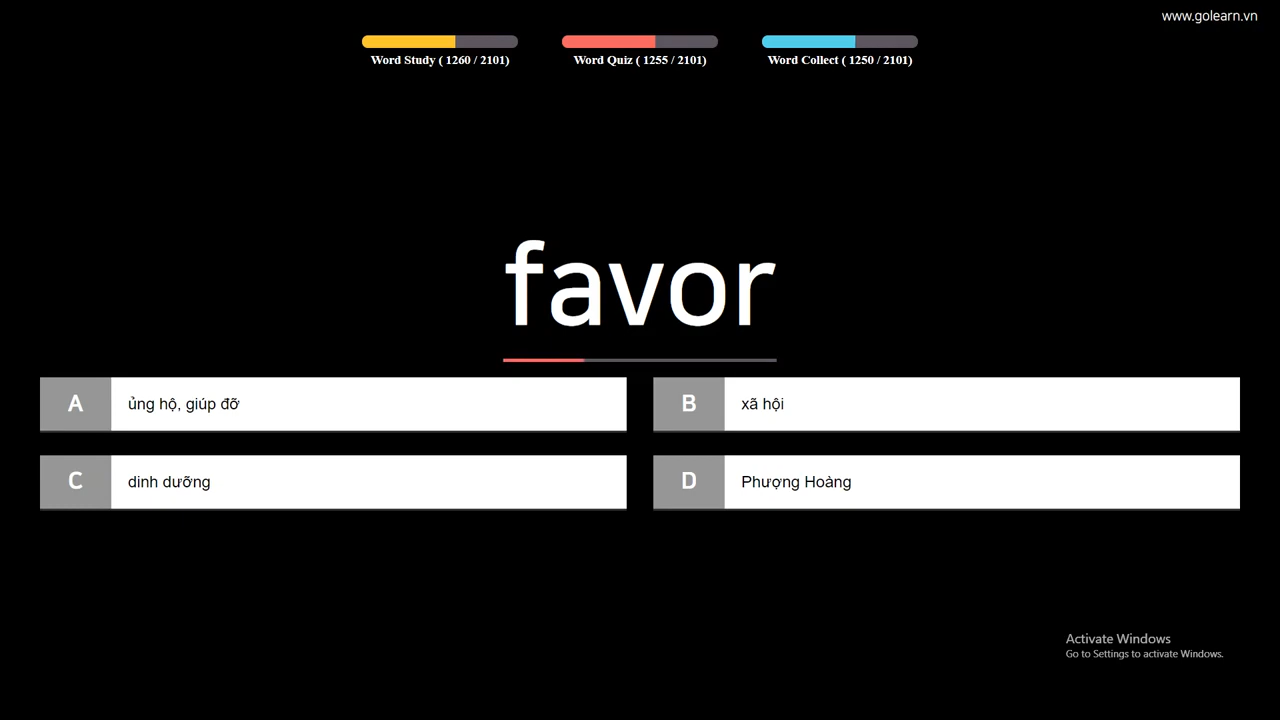 www.golearn.vn
Word Study ( 1260 / 2101)
Word Quiz ( 1255 / 2101)
Word Collect ( 1250 / 2101)
favor
A ủng hộ, giúp đỡ
B xã hội
C dinh dưỡng
D Phượng Hoàng
Activate Windows
Go to Settings to activate Windows.